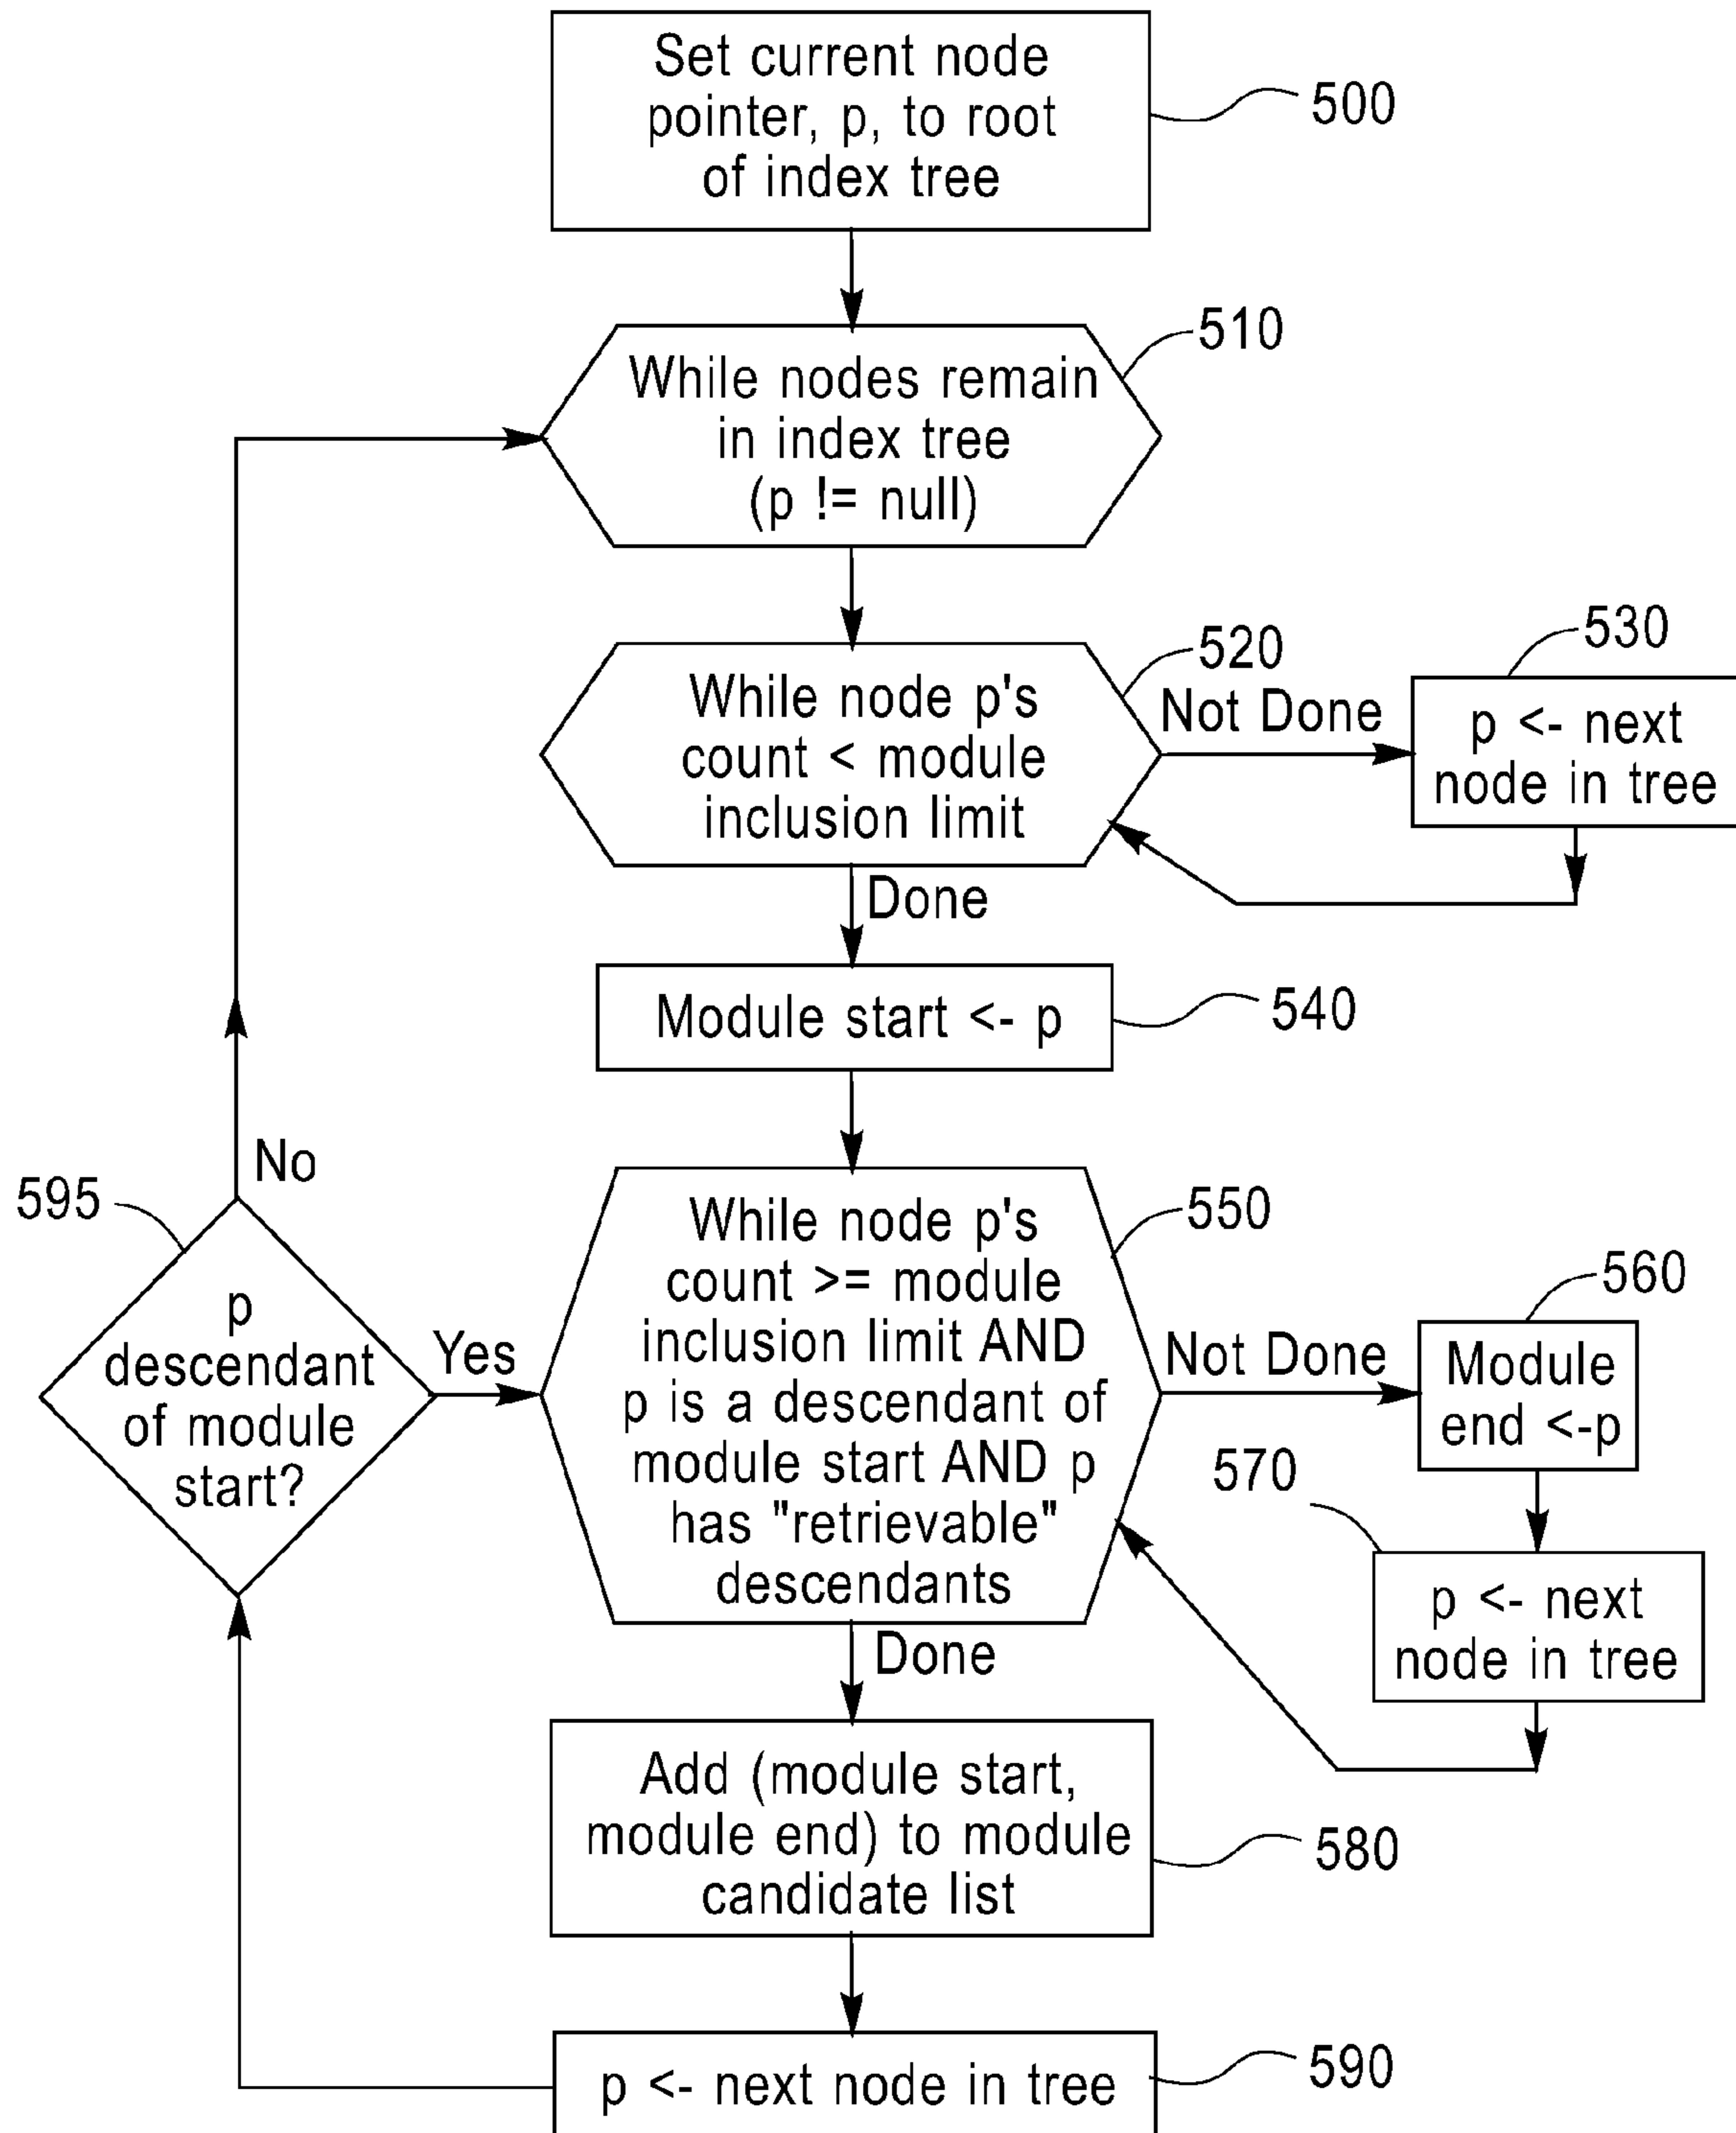 Set current node
pointer, p, to root
of index tree
500
510
While nodes remain
in index tree
(p != null)
520
While node p's
count < module
inclusion limit
Not Done
530
p <- next
node in tree
Done
Module start <- p
540
550
While node p's
count >= module
inclusion limit AND
p is a descendant of
module start AND p
has "retrievable"
descendants
Not Done
560
Module
end <-p
570
p <- next
node in tree
Done
Add (module start,
module end) to module
candidate list
580
p <- next node in tree
590
595
p
descendant
of module
start?
No
Yes